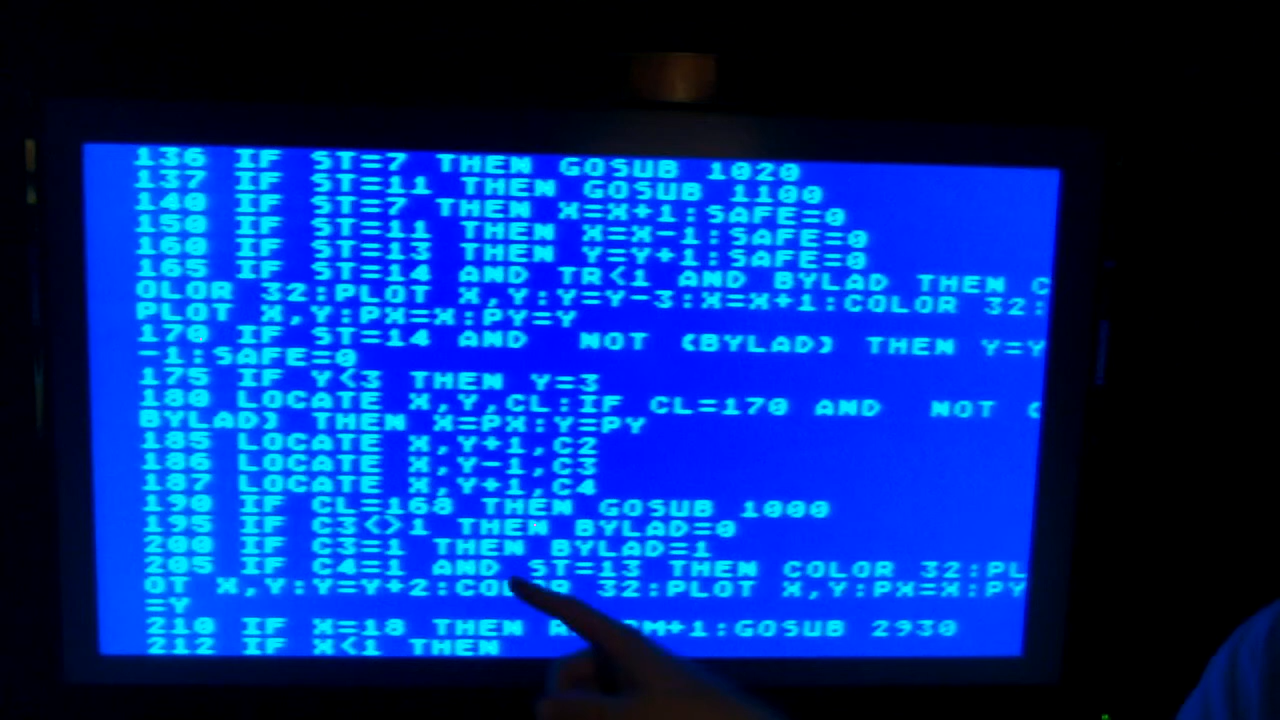 136 IF ST=7 THEN GOSUB 1020
137 IF ST=11 THEN GOSUB 1100
140 IF ST=7 THEN X=X+1:SAFE=0
150 IF ST=11 THEN X=X-1:SAFE=0
160 IF ST=13 THEN Y=Y+1:SAFE=0
165 IF ST=14 AND TR<1 AND BYLAD THEN C
OLOR 32:PLOT X,Y:Y=Y-3:X=X+1:COLOR 32:
PLOT X,Y:PX=X:PY=Y
170 IF ST=14 AND  NOT (BYLAD) THEN Y=Y
-1:SAFE=0
175 IF Y<3 THEN Y=3
180 LOCATE X,Y,CL:IF CL=170 AND  NOT (
BYLAD) THEN X=PX:Y=PY
185 LOCATE X,Y+1,C2
186 LOCATE X,Y-1,C3
187 LOCATE X,Y+1,C4
190 IF CL=168 THEN GOSUB 1000
195 IF C3<>1 THEN BYLAD=0
200 IF C3=1 THEN BYLAD=1
205 IF C4=1 AND ST=13 THEN COLOR 32:PL
OT X,Y:Y=Y+2:COLOR 32:PLOT X,Y:PX=X:PY
=Y
210 IF X=18 THEN OM+1:GOSUB 2930
212 IF X<1 THEN